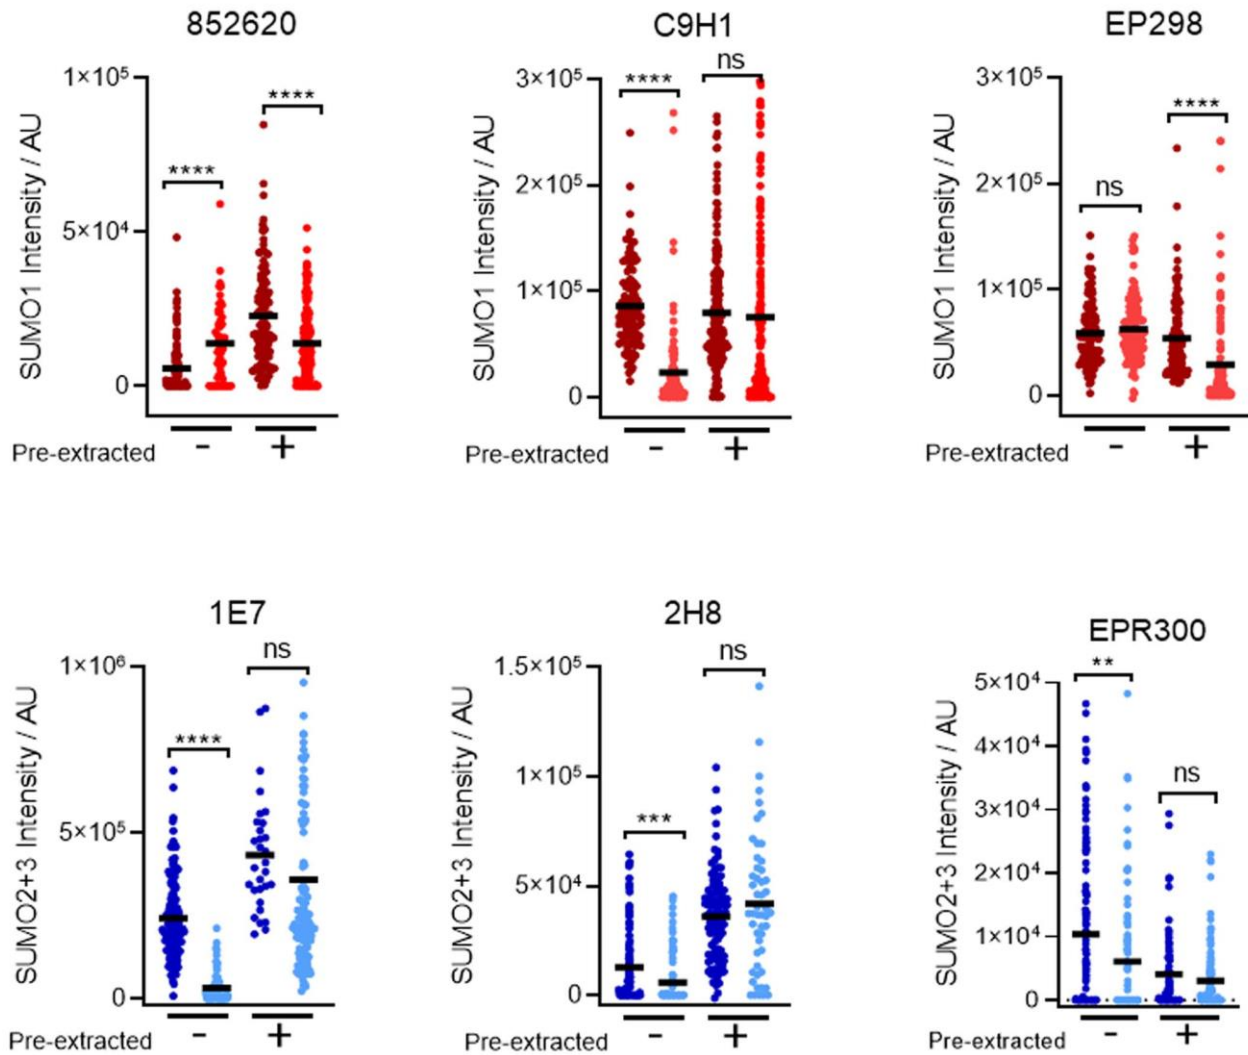 852620
SUMO1 Intensity / AU
1×10⁵
5×10⁴
0
****
****
Pre-extracted - +
C9H1
SUMO1 Intensity / AU
3×10⁵
2×10⁵
1×10⁵
0
****
ns
Pre-extracted - +
EP298
SUMO1 Intensity / AU
3×10⁵
2×10⁵
1×10⁵
0
ns
****
Pre-extracted - +
1E7
SUMO2+3 Intensity / AU
1×10⁶
5×10⁵
0
****
ns
Pre-extracted - +
2H8
SUMO2+3 Intensity / AU
1.5×10⁵
1×10⁵
5×10⁴
0
***
ns
Pre-extracted - +
EPR300
SUMO2+3 Intensity / AU
5×10⁴
4×10⁴
3×10⁴
2×10⁴
1×10⁴
0
**
ns
Pre-extracted - +